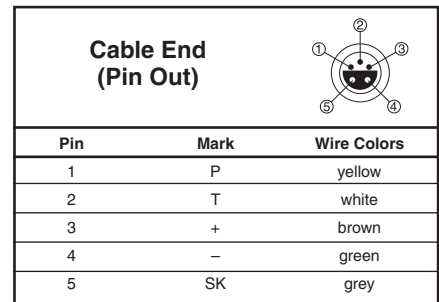 Cable End
(Pin Out)
① ② ③
⑤ ④
Pin Mark Wire Colors
1 P yellow
2 T white
3 + brown
4 – green
5 SK grey